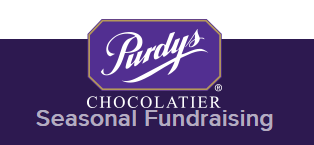 Purdys
®
CHOCOLATIER
Seasonal Fundraising